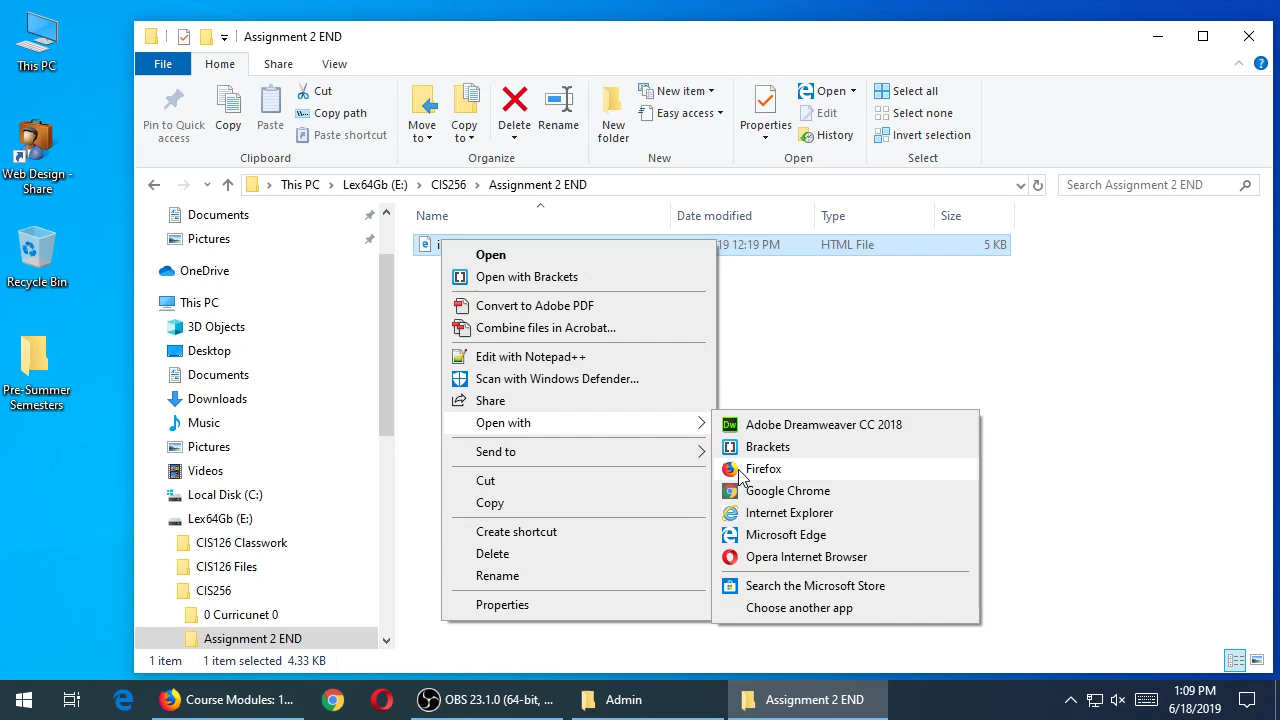 This PC
Web Design -
Share
Recycle Bin
Pre-Summer
Semesters
Assignment 2 END
File
Home
Share
View
Pin to Quick
access
Copy
Paste
Cut
Copy path
Paste shortcut
Clipboard
Move
to
Copy
to
Delete
Rename
Organize
New
folder
New item
Easy access
New
Properties
Open
Edit
History
Open
Select all
Select none
Invert selection
Select
This PC
Lex64Gb (E:)
CIS256
Assignment 2 END
Search Assignment 2 END
Documents
Pictures
OneDrive
This PC
3D Objects
Desktop
Documents
Downloads
Music
Pictures
Videos
Local Disk (C:)
Lex64Gb (E:)
CIS126 Classwork
CIS126 Files
CIS256
0 Curricunet 0
Assignment 2 END
Name
Date modified
Type
Size
19 12:19 PM
HTML File
5 KB
Open
Open with Brackets
Convert to Adobe PDF
Combine files in Acrobat...
Edit with Notepad++
Scan with Windows Defender...
Share
Open with
Send to
Cut
Copy
Create shortcut
Delete
Rename
Properties
Adobe Dreamweaver CC 2018
Brackets
Firefox
Google Chrome
Internet Explorer
Microsoft Edge
Opera Internet Browser
Search the Microsoft Store
Choose another app
1 item
1 item selected 4.33 KB
Course Modules: 1...
OBS 23.1.0 (64-bit, ...
Admin
Assignment 2 END
1:09 PM
6/18/2019